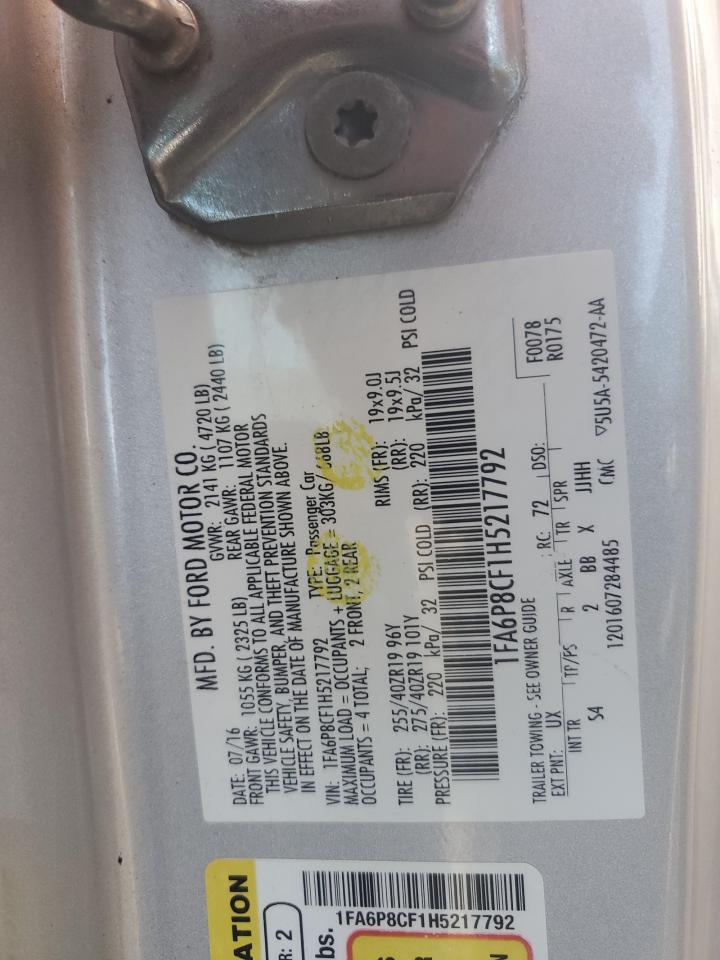 MFD. BY FORD MOTOR CO.
DATE: 07/16 GVWR: 2141 KG ( 4720 LB)
FRONT GAWR: 1055 KG ( 2325 LB) REAR GAWR: 1107 KG ( 2440 LB)
THIS VEHICLE CONFORMS TO ALL APPLICABLE FEDERAL MOTOR
VEHICLE SAFETY, BUMPER, AND THEFT PREVENTION STANDARDS
IN EFFECT ON THE DATE OF MANUFACTURE SHOWN ABOVE.
VIN: 1FA6P8CF1H5217792 TYPE: Passenger Car
MAXIMUM LOAD = OCCUPANTS + LUGGAGE = 303KG 668LB
OCCUPANTS = 4 TOTAL; 2 FRONT, 2 REAR
TIRE (FR): 255/40ZR19 96Y RIMS (FR): 19x9.0J
(RR): 275/40ZR19 101Y (RR): 19x9.5J
PRESSURE (FR): 220 kPa/ 32 PSI COLD (RR): 220 kPa/ 32 PSI COLD
1FA6P8CF1H5217792
TRAILER TOWING - SEE OWNER GUIDE F0078
EXT PNT: UX RC: 72 DSO: R0175
INT TR TP/PS R AXLE TR SPR
S4 2 BB X JJHH
1201607284485 CMC ▽5U5A-5420472-AA
ATION
R: 2
bs.
1FA6P8CF1H5217792